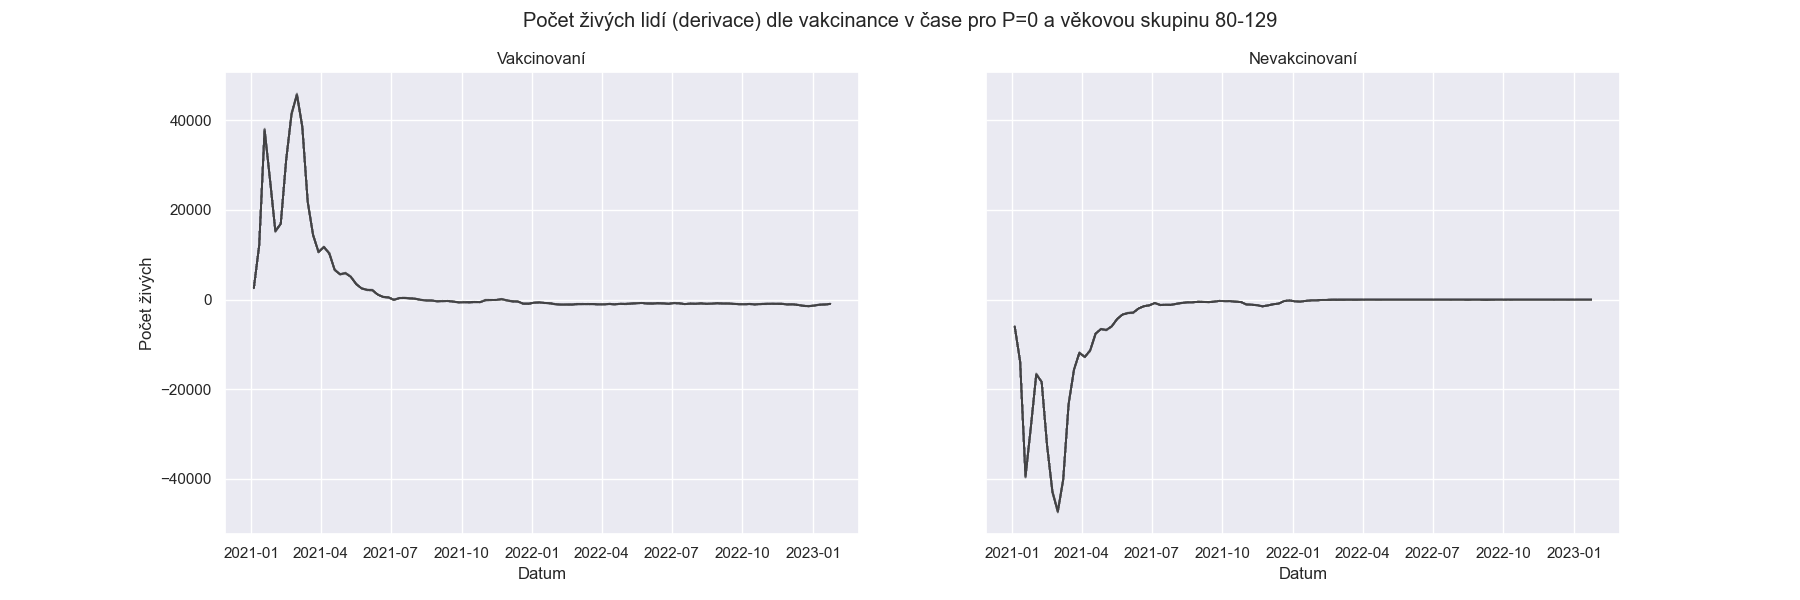 Počet živých lidí (derivace) dle vakcinance v čase pro P=0 a věkovou skupinu 80-129
Vakcinovaní
Nevakcinovaní
40000
20000
0
−20000
−40000
Počet živých
2021-01 2021-04 2021-07 2021-10 2022-01 2022-04 2022-07 2022-10 2023-01
2021-01 2021-04 2021-07 2021-10 2022-01 2022-04 2022-07 2022-10 2023-01
Datum
Datum